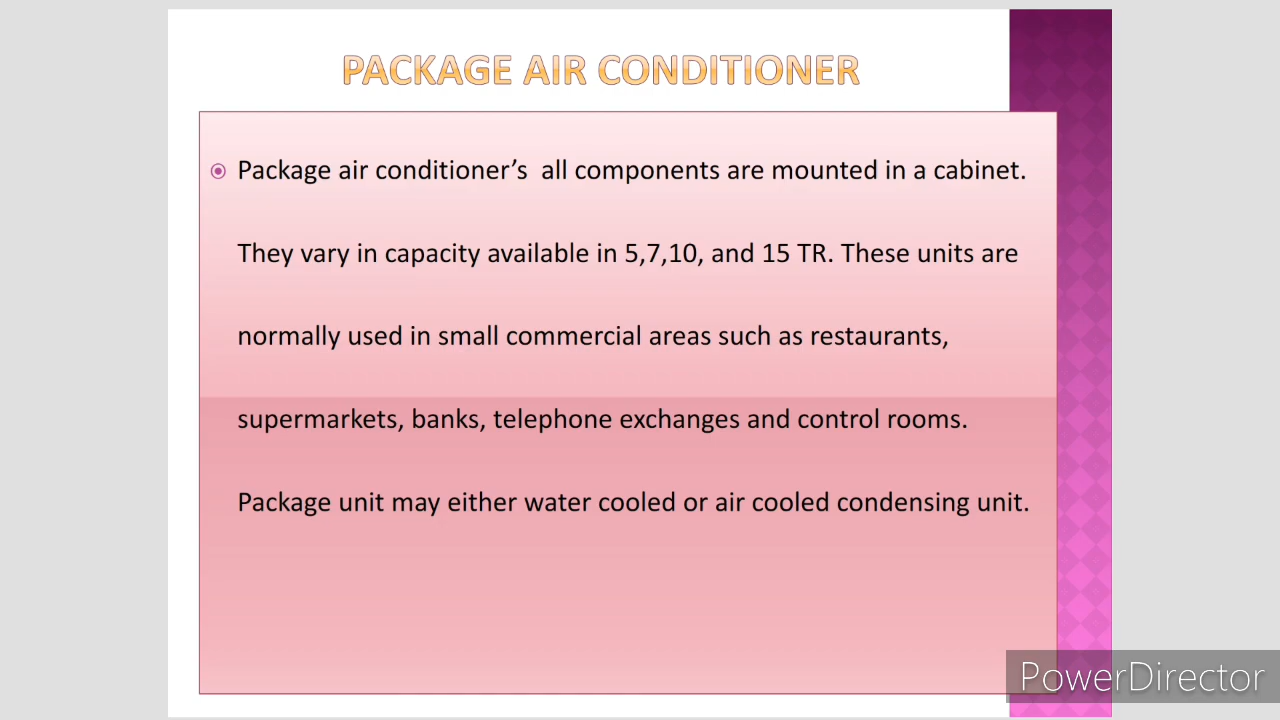 PACKAGE AIR CONDITIONER
Package air conditioner’s  all components are mounted in a cabinet.
They vary in capacity available in 5,7,10, and 15 TR. These units are
normally used in small commercial areas such as restaurants,
supermarkets, banks, telephone exchanges and control rooms.
Package unit may either water cooled or air cooled condensing unit.
PowerDirector